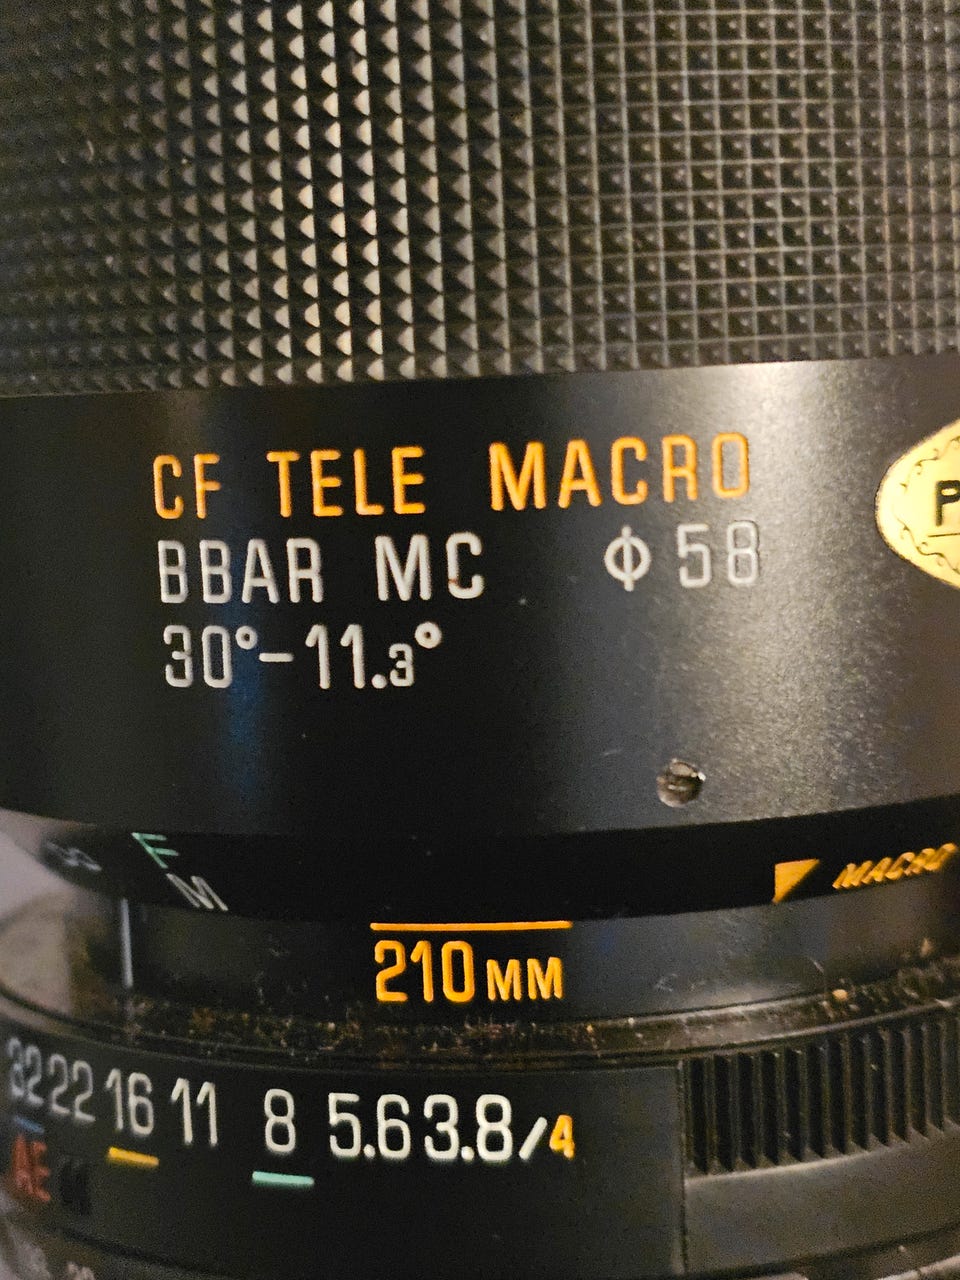 CF TELE MACRO
BBAR MC ϕ58
30°-11.3°
P
∞ F
M
MACRO
210MM
32 22 16 11 8 5.6 3.8/4
AE